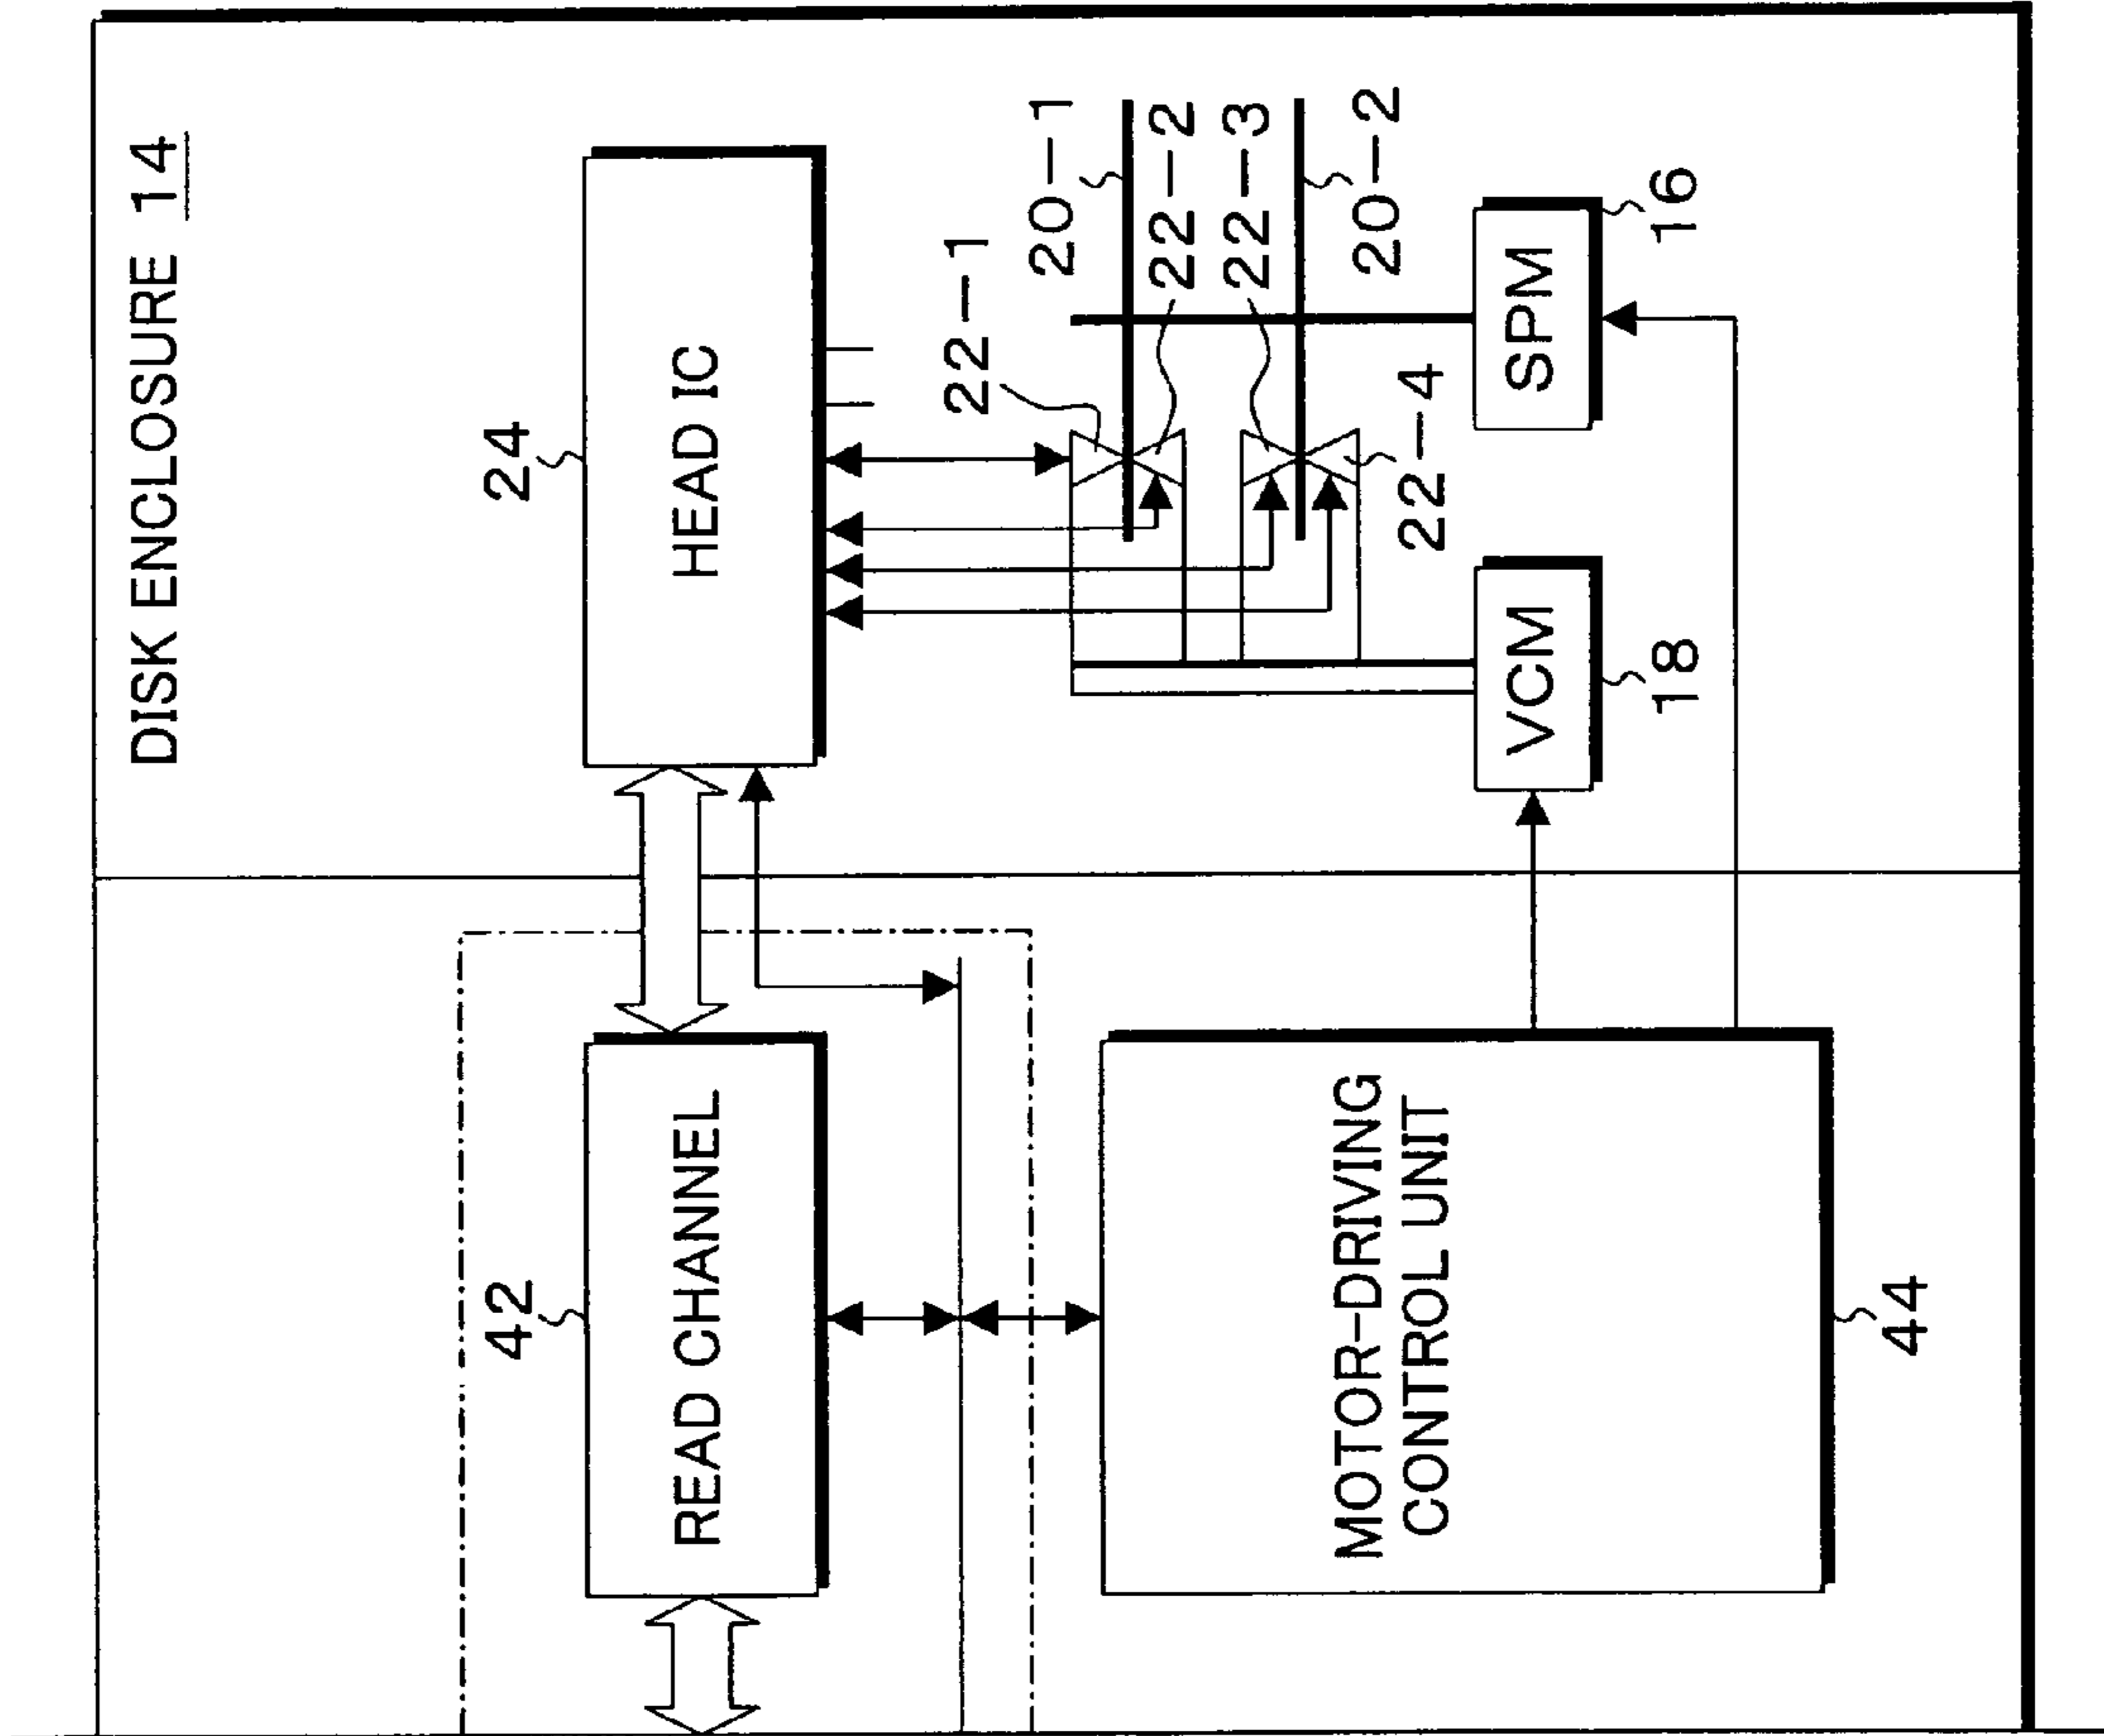 DISK ENCLOSURE 14
42
READ CHANNEL
24
HEAD IC
22-1
20-1
22-2
22-3
20-2
22-4
MOTOR-DRIVING
CONTROL UNIT
44
VCM
18
SPM
16